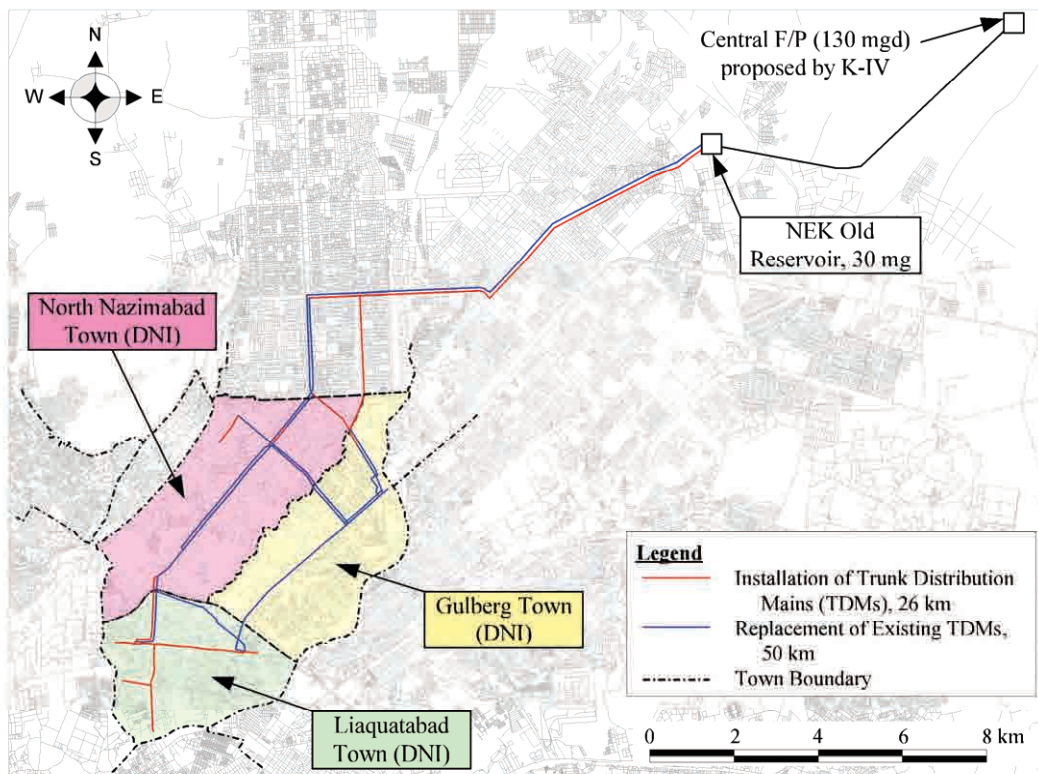 N
W
E
S
Central F/P (130 mgd)
proposed by K-IV
NEK Old
Reservoir, 30 mg
North Nazimabad
Town (DNI)
Gulberg Town
(DNI)
Liaquatabad
Town (DNI)
Legend
Installation of Trunk Distribution
Mains (TDMs), 26 km
Replacement of Existing TDMs,
50 km
Town Boundary
0 2 4 6 8 km